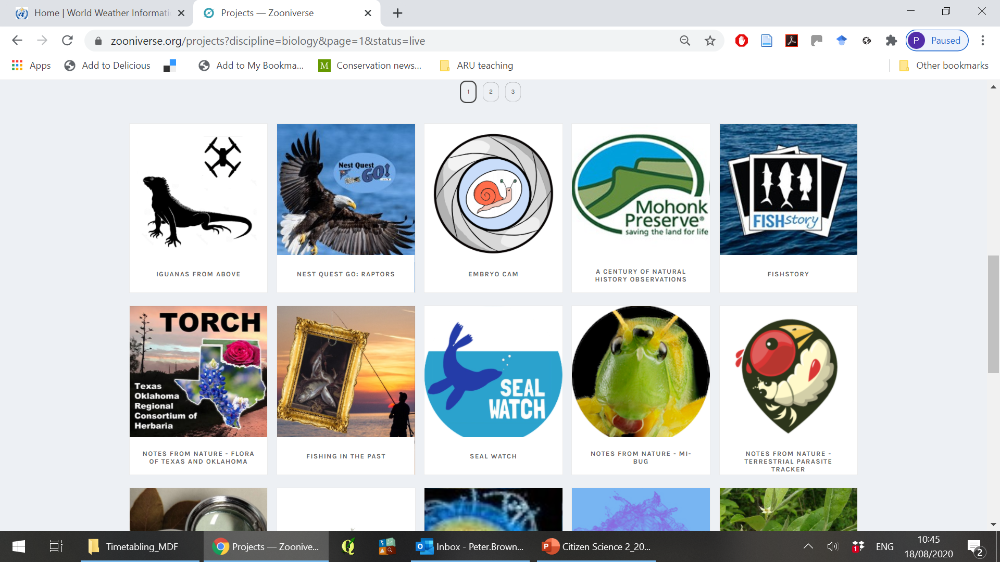 Home | World Weather Informati
Projects — Zooniverse
zooniverse.org/projects?discipline=biology&page=1&status=live
P
Paused
Apps
Add to Delicious
Add to My Bookma...
M
Conservation news...
ARU teaching
Other bookmarks
1
2
3
Nest Quest
GO!
Mohonk
Preserve®
saving the land for life
FISHstory
IGUANAS FROM ABOVE
NEST QUEST GO: RAPTORS
EMBRYO CAM
A CENTURY OF NATURAL
HISTORY OBSERVATIONS
FISHSTORY
TORCH
Texas
Oklahoma
Regional
Consortium of
Herbaria
SEAL
WATCH
NOTES FROM NATURE - FLORA
OF TEXAS AND OKLAHOMA
FISHING IN THE PAST
SEAL WATCH
NOTES FROM NATURE - MI-
BUG
NOTES FROM NATURE -
TERRESTRIAL PARASITE
TRACKER
Timetabling_MDF
Projects — Zoonive...
Inbox - Peter.Brown...
Citizen Science 2_20...
1
ENG
10:45
18/08/2020
2